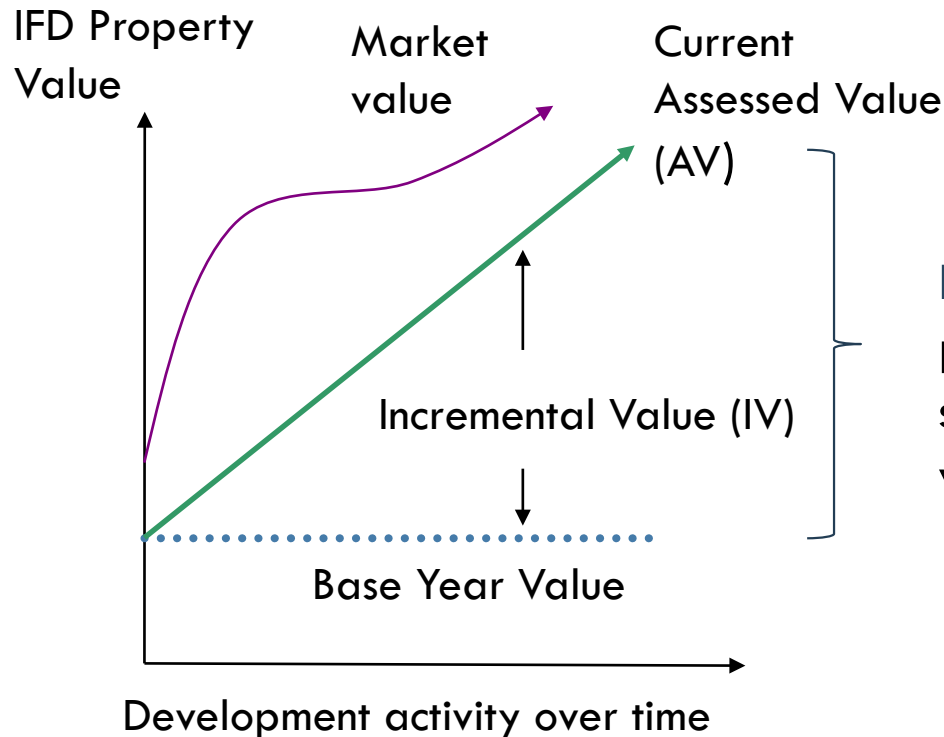 IFD Property
Value
Market
value
Current
Assessed Value
(AV)
Incremental Value (IV)
Base Year Value
Development activity over time